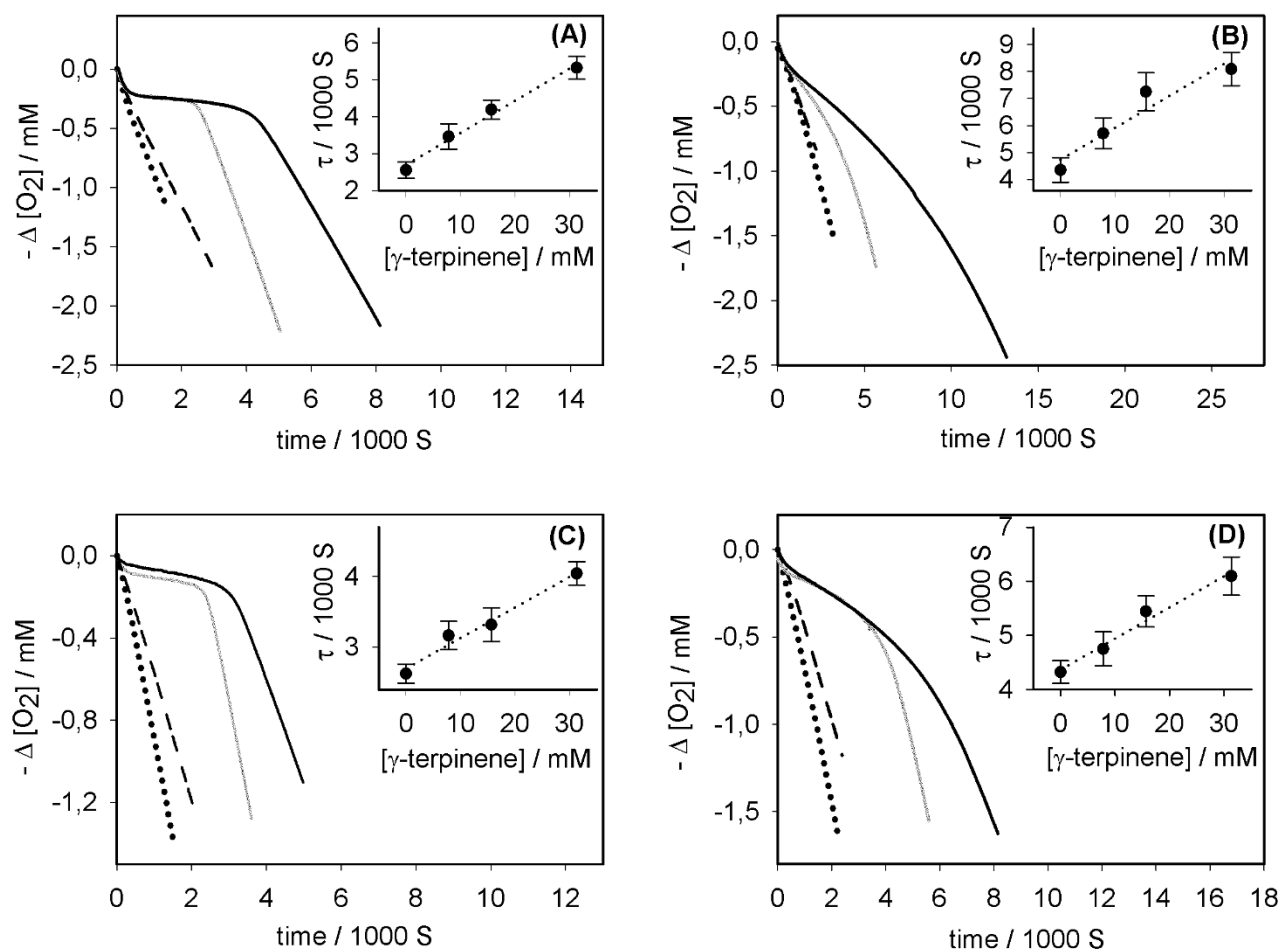 (A)
0,0
-0,5
-1,0
-1,5
-2,0
-2,5
- Δ [O2] / mM
0 2 4 6 8 10 12 14
time / 1000 S
6
5
4
3
2
τ / 1000 S
0 10 20 30
[γ-terpinene] / mM
(B)
0,0
-0,5
-1,0
-1,5
-2,0
-2,5
- Δ [O2] / mM
0 5 10 15 20 25
time / 1000 S
9
8
7
6
5
4
τ / 1000 S
0 10 20 30
[γ-terpinene] / mM
(C)
0,0
-0,4
-0,8
-1,2
- Δ [O2] / mM
0 2 4 6 8 10 12
time / 1000 S
4
3
τ / 1000 S
0 10 20 30
[γ-terpinene] / mM
(D)
0,0
-0,5
-1,0
-1,5
- Δ [O2] / mM
0 2 4 6 8 10 12 14 16 18
time / 1000 S
7
6
5
4
τ / 1000 S
0 10 20 30
[γ-terpinene] / mM